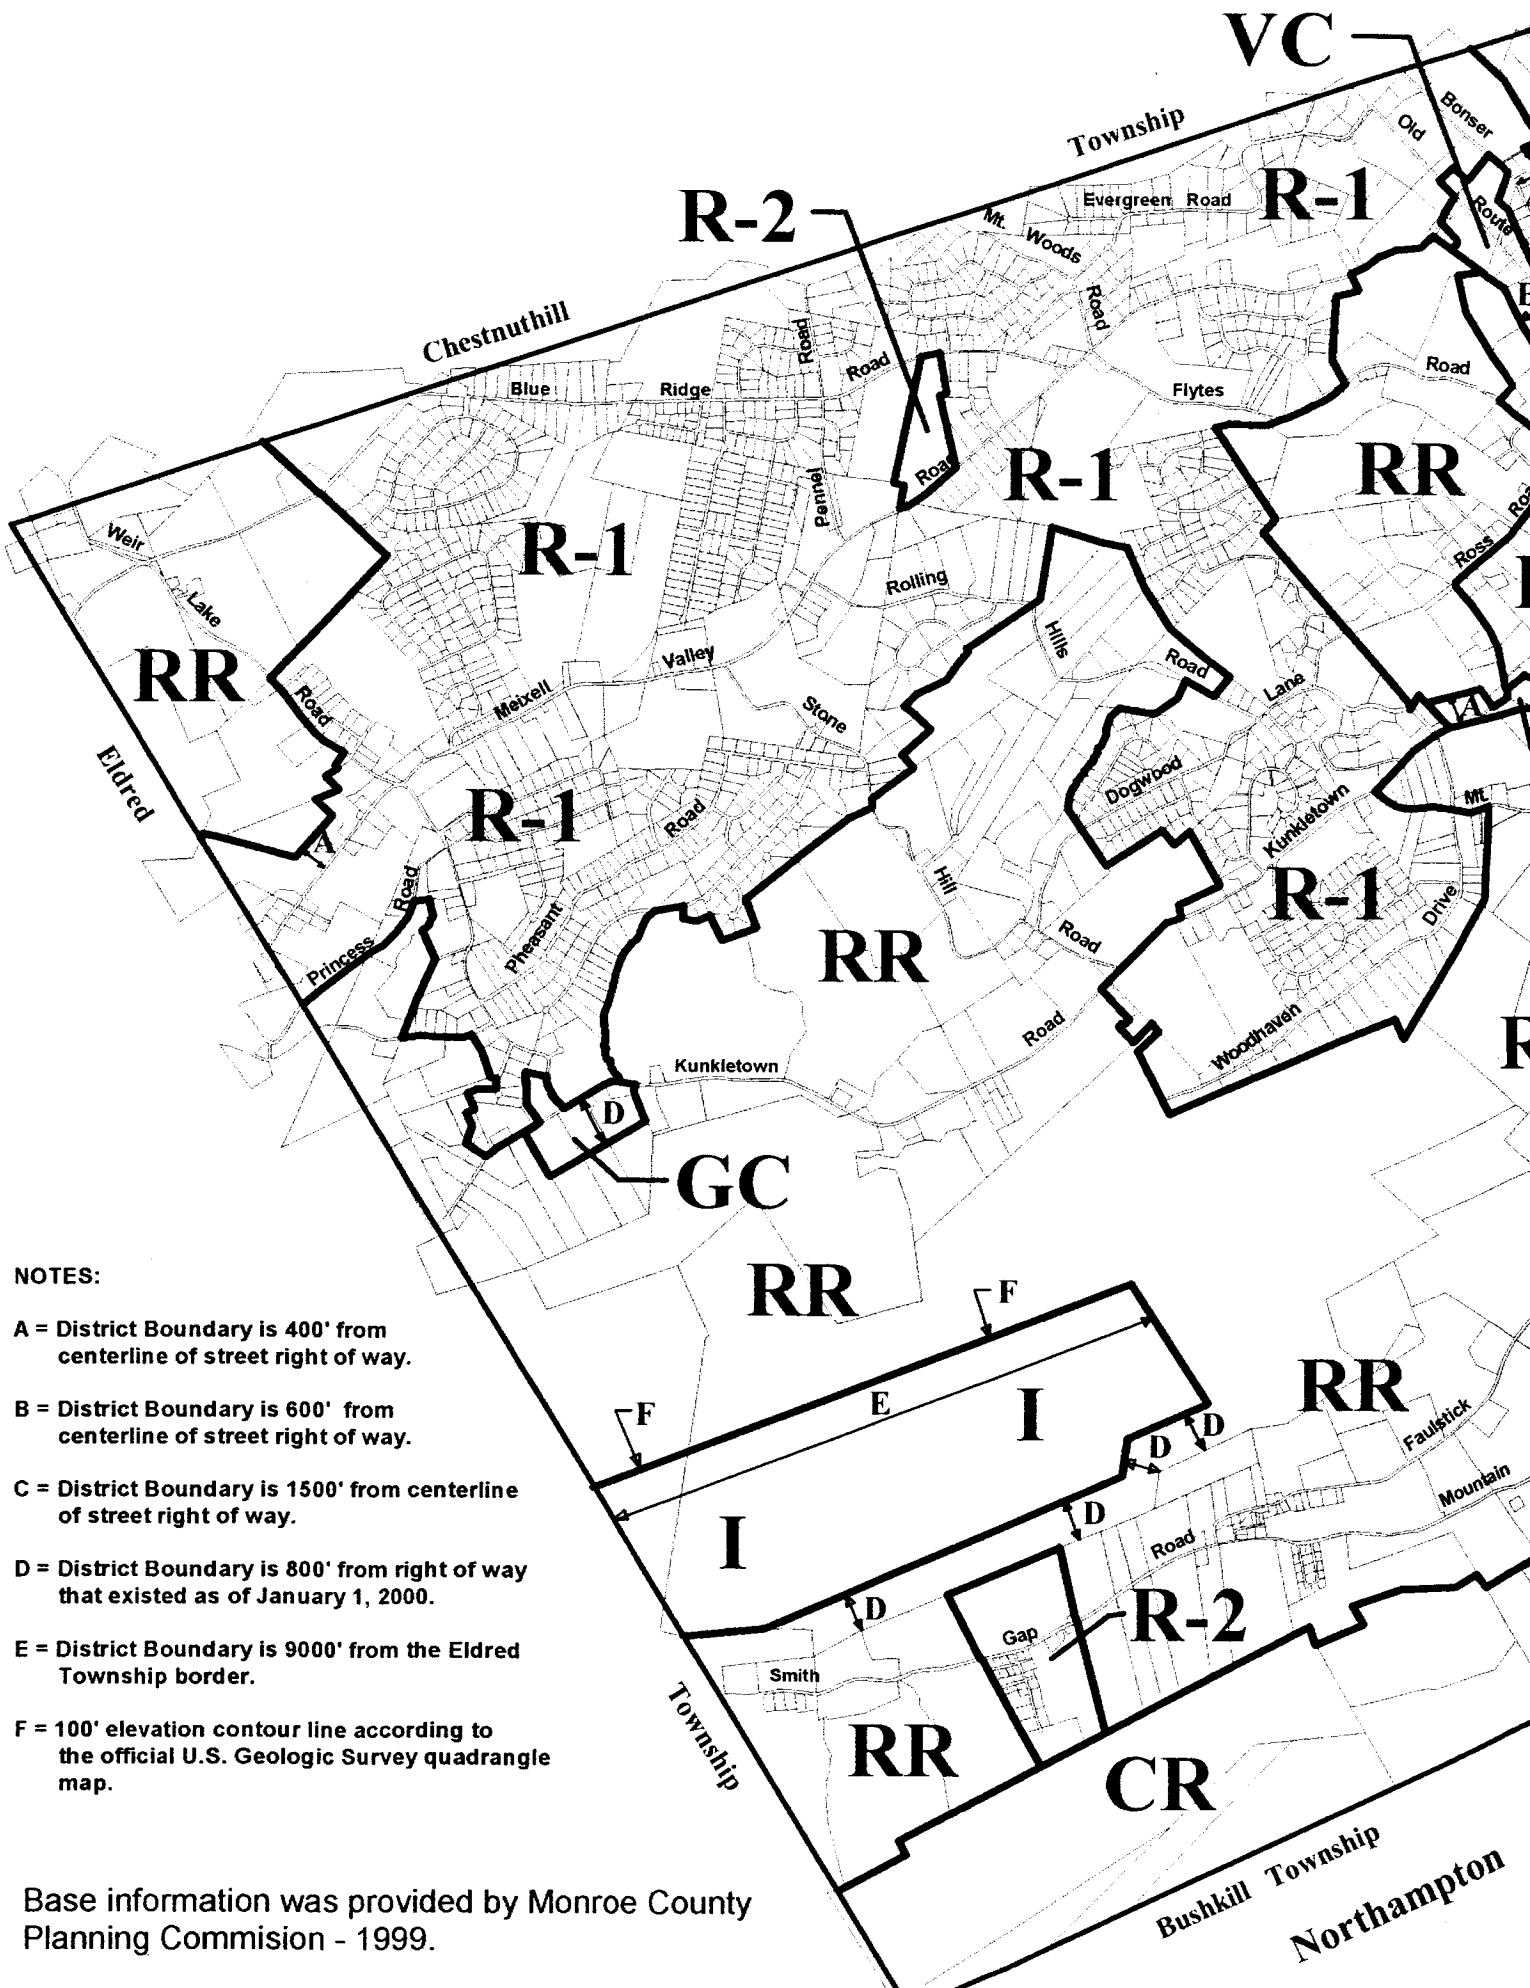 VC
Township
Bonser
Old
R-1
R-2
Evergreen Road
Mt.
Woods
Road
Route
Chestnuthill
Road
Road
Blue
Ridge
Flytes
Road
R-1
RR
Road
Pennel
Weir
Lake
R-1
Ross
Rolling
Hills
Road
RR
Valley
Lane
Road
Meixell
Stone
A
Eldred
Dogwood
Mt.
R-1
Road
Kunkletown
A
Road
Hill
R-1
Drive
Princess
Pheasant
RR
Road
Road
Woodhaven
Kunkletown
D
GC
RR
F
RR
E
I
F
D
D
Faulstick
D
Mountain
I
Road
D
R-2
Gap
Smith
Township
RR
CR
Bushkill Township
Northampton
NOTES:
A = District Boundary is 400' from
centerline of street right of way.
B = District Boundary is 600' from
centerline of street right of way.
C = District Boundary is 1500' from centerline
of street right of way.
D = District Boundary is 800' from right of way
that existed as of January 1, 2000.
E = District Boundary is 9000' from the Eldred
Township border.
F = 100' elevation contour line according to
the official U.S. Geologic Survey quadrangle
map.
Base information was provided by Monroe County
Planning Commision - 1999.